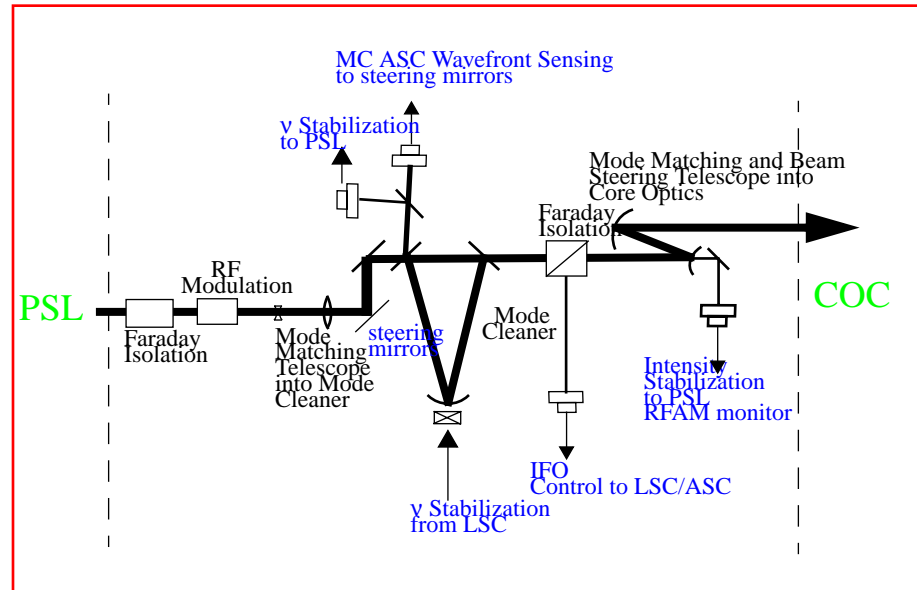 MC ASC Wavefront Sensing
to steering mirrors
ν Stabilization
to PSL
Mode Matching and Beam
Steering Telescope into
Core Optics
Faraday
Isolation
RF
Modulation
PSL
COC
Faraday
Isolation
Mode
Matching
Telescope
into Mode
Cleaner
steering
mirrors
Mode
Cleaner
Intensity
Stabilization
to PSL
RFAM monitor
IFO
Control to LSC/ASC
ν Stabilization
from LSC